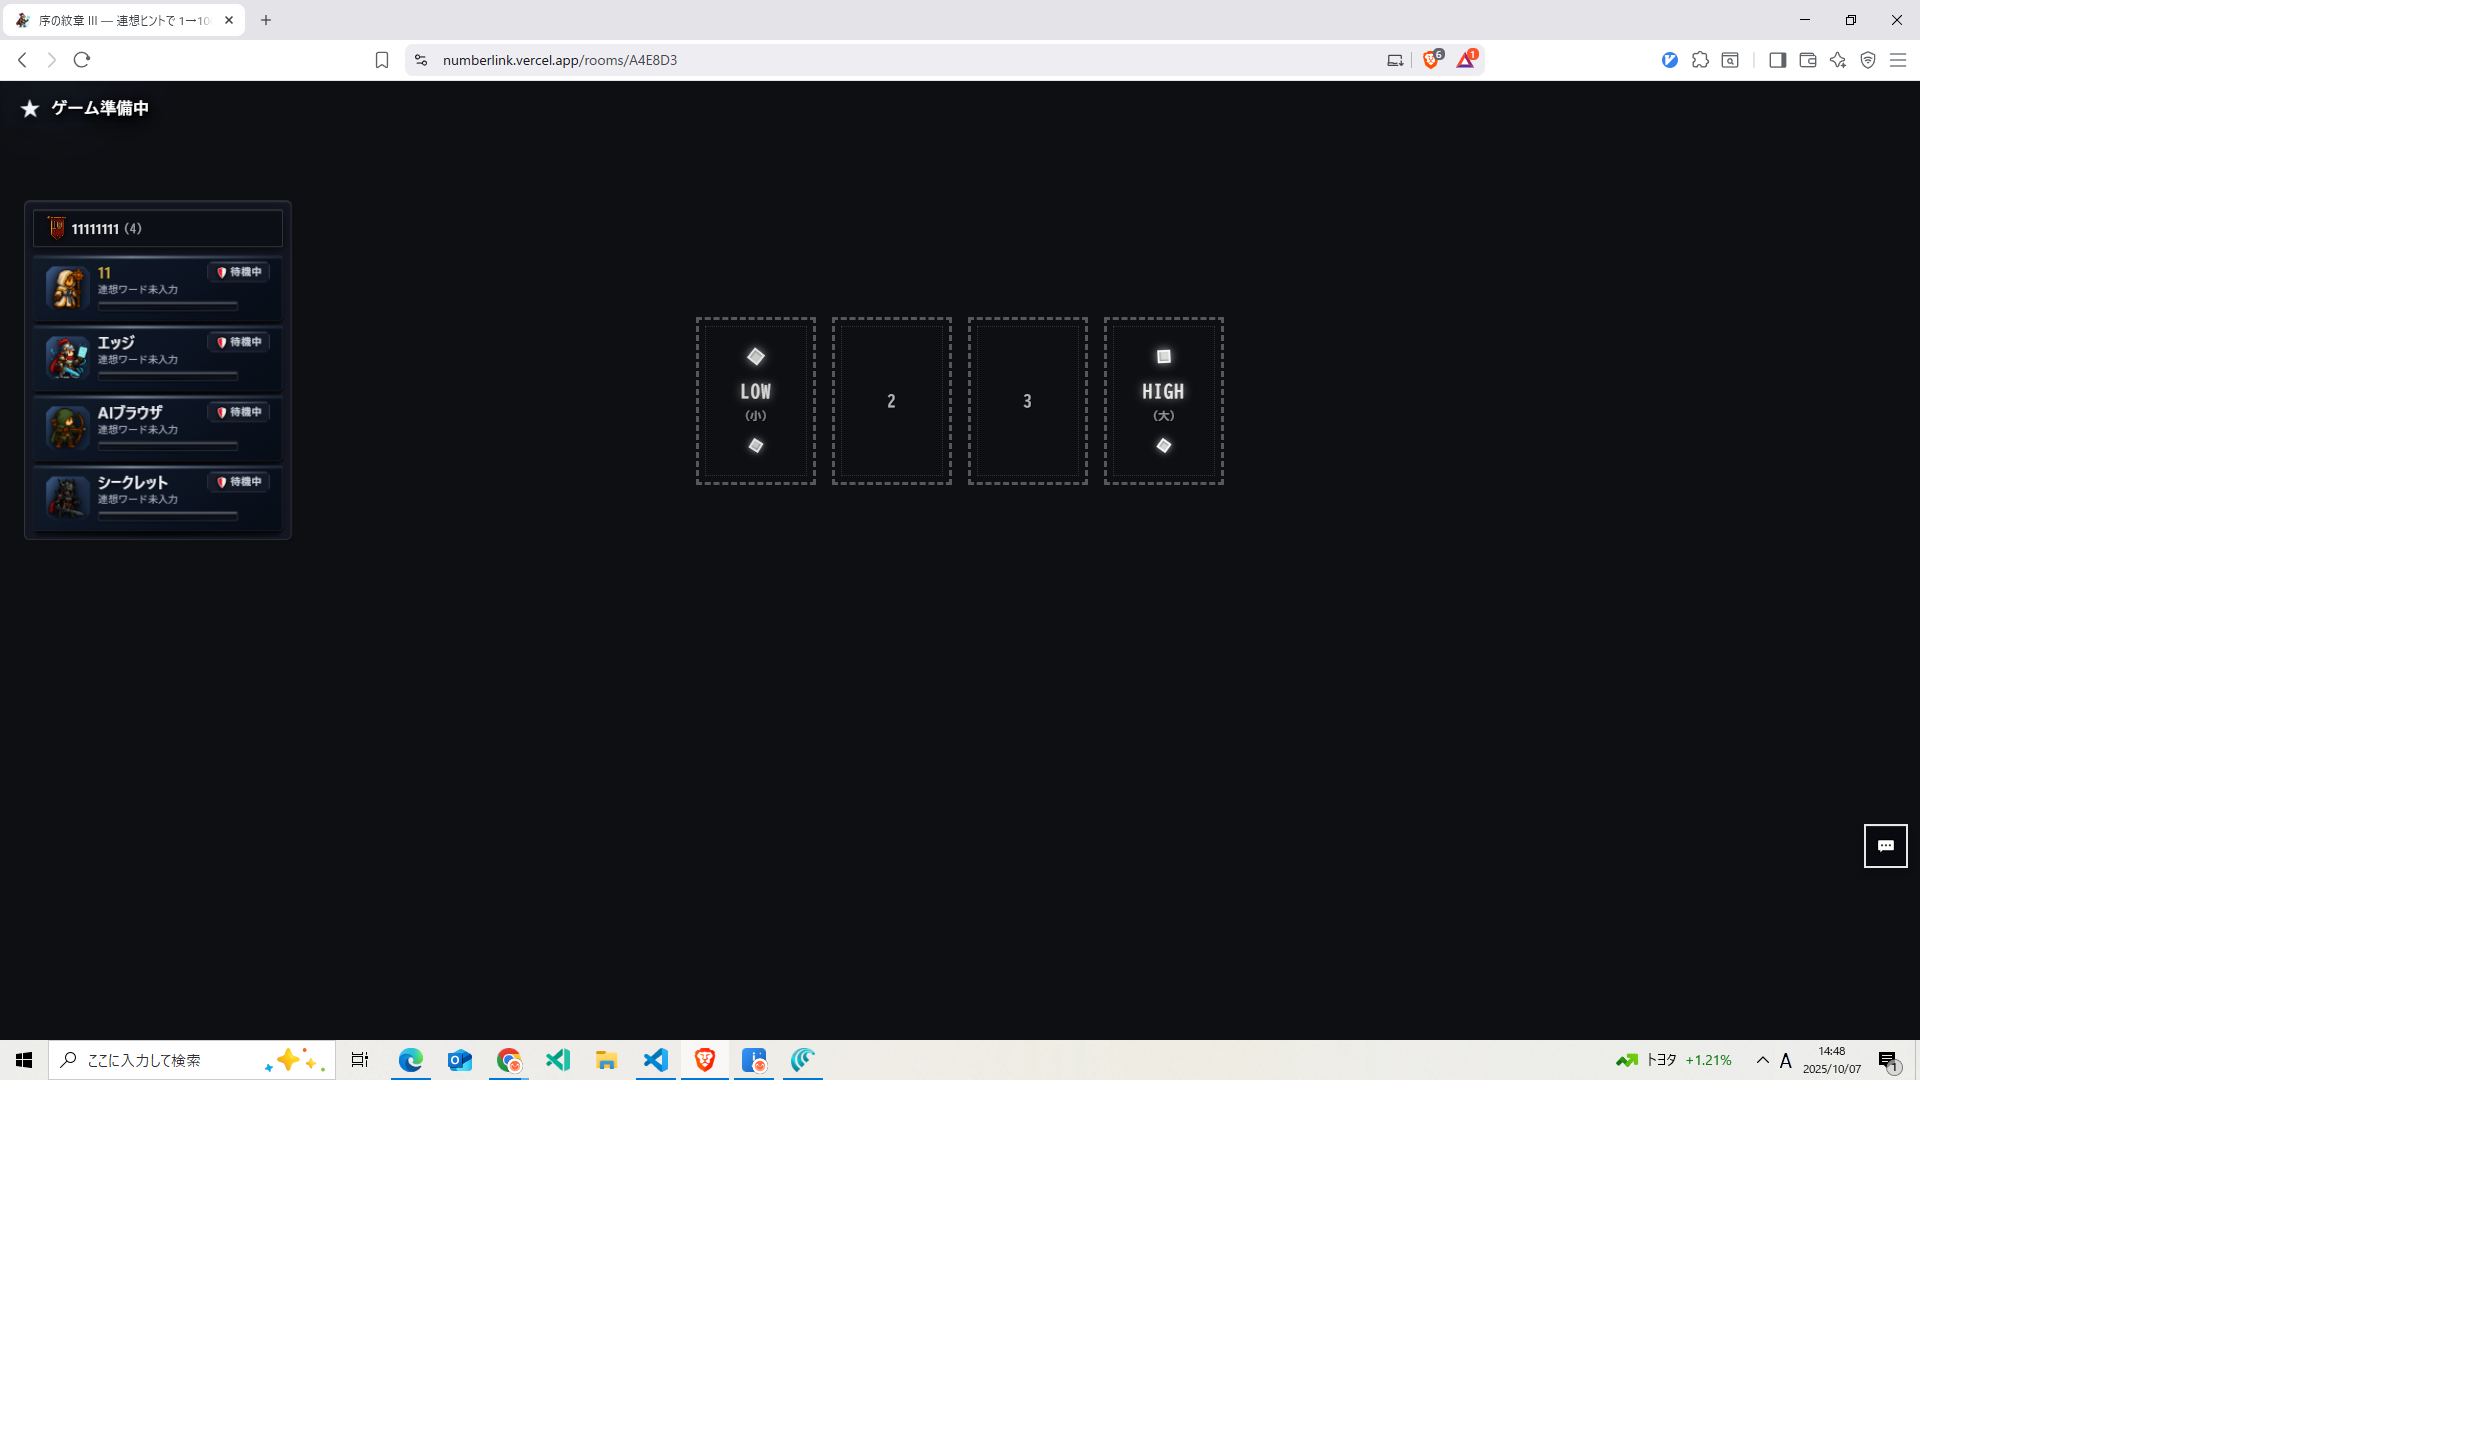 序の紋章 III — 連想ヒントで 1→10
numberlink.vercel.app/rooms/A4E8D3
6
1
ゲーム準備中
11111111 (4)
11
待機中
連想ワード未入力
エッジ
待機中
連想ワード未入力
AIブラウザ
待機中
連想ワード未入力
シークレット
待機中
連想ワード未入力
LOW
(小)
2
3
HIGH
(大)
ここに入力して検索
トヨタ +1.21%
A
14:48
2025/10/07
1